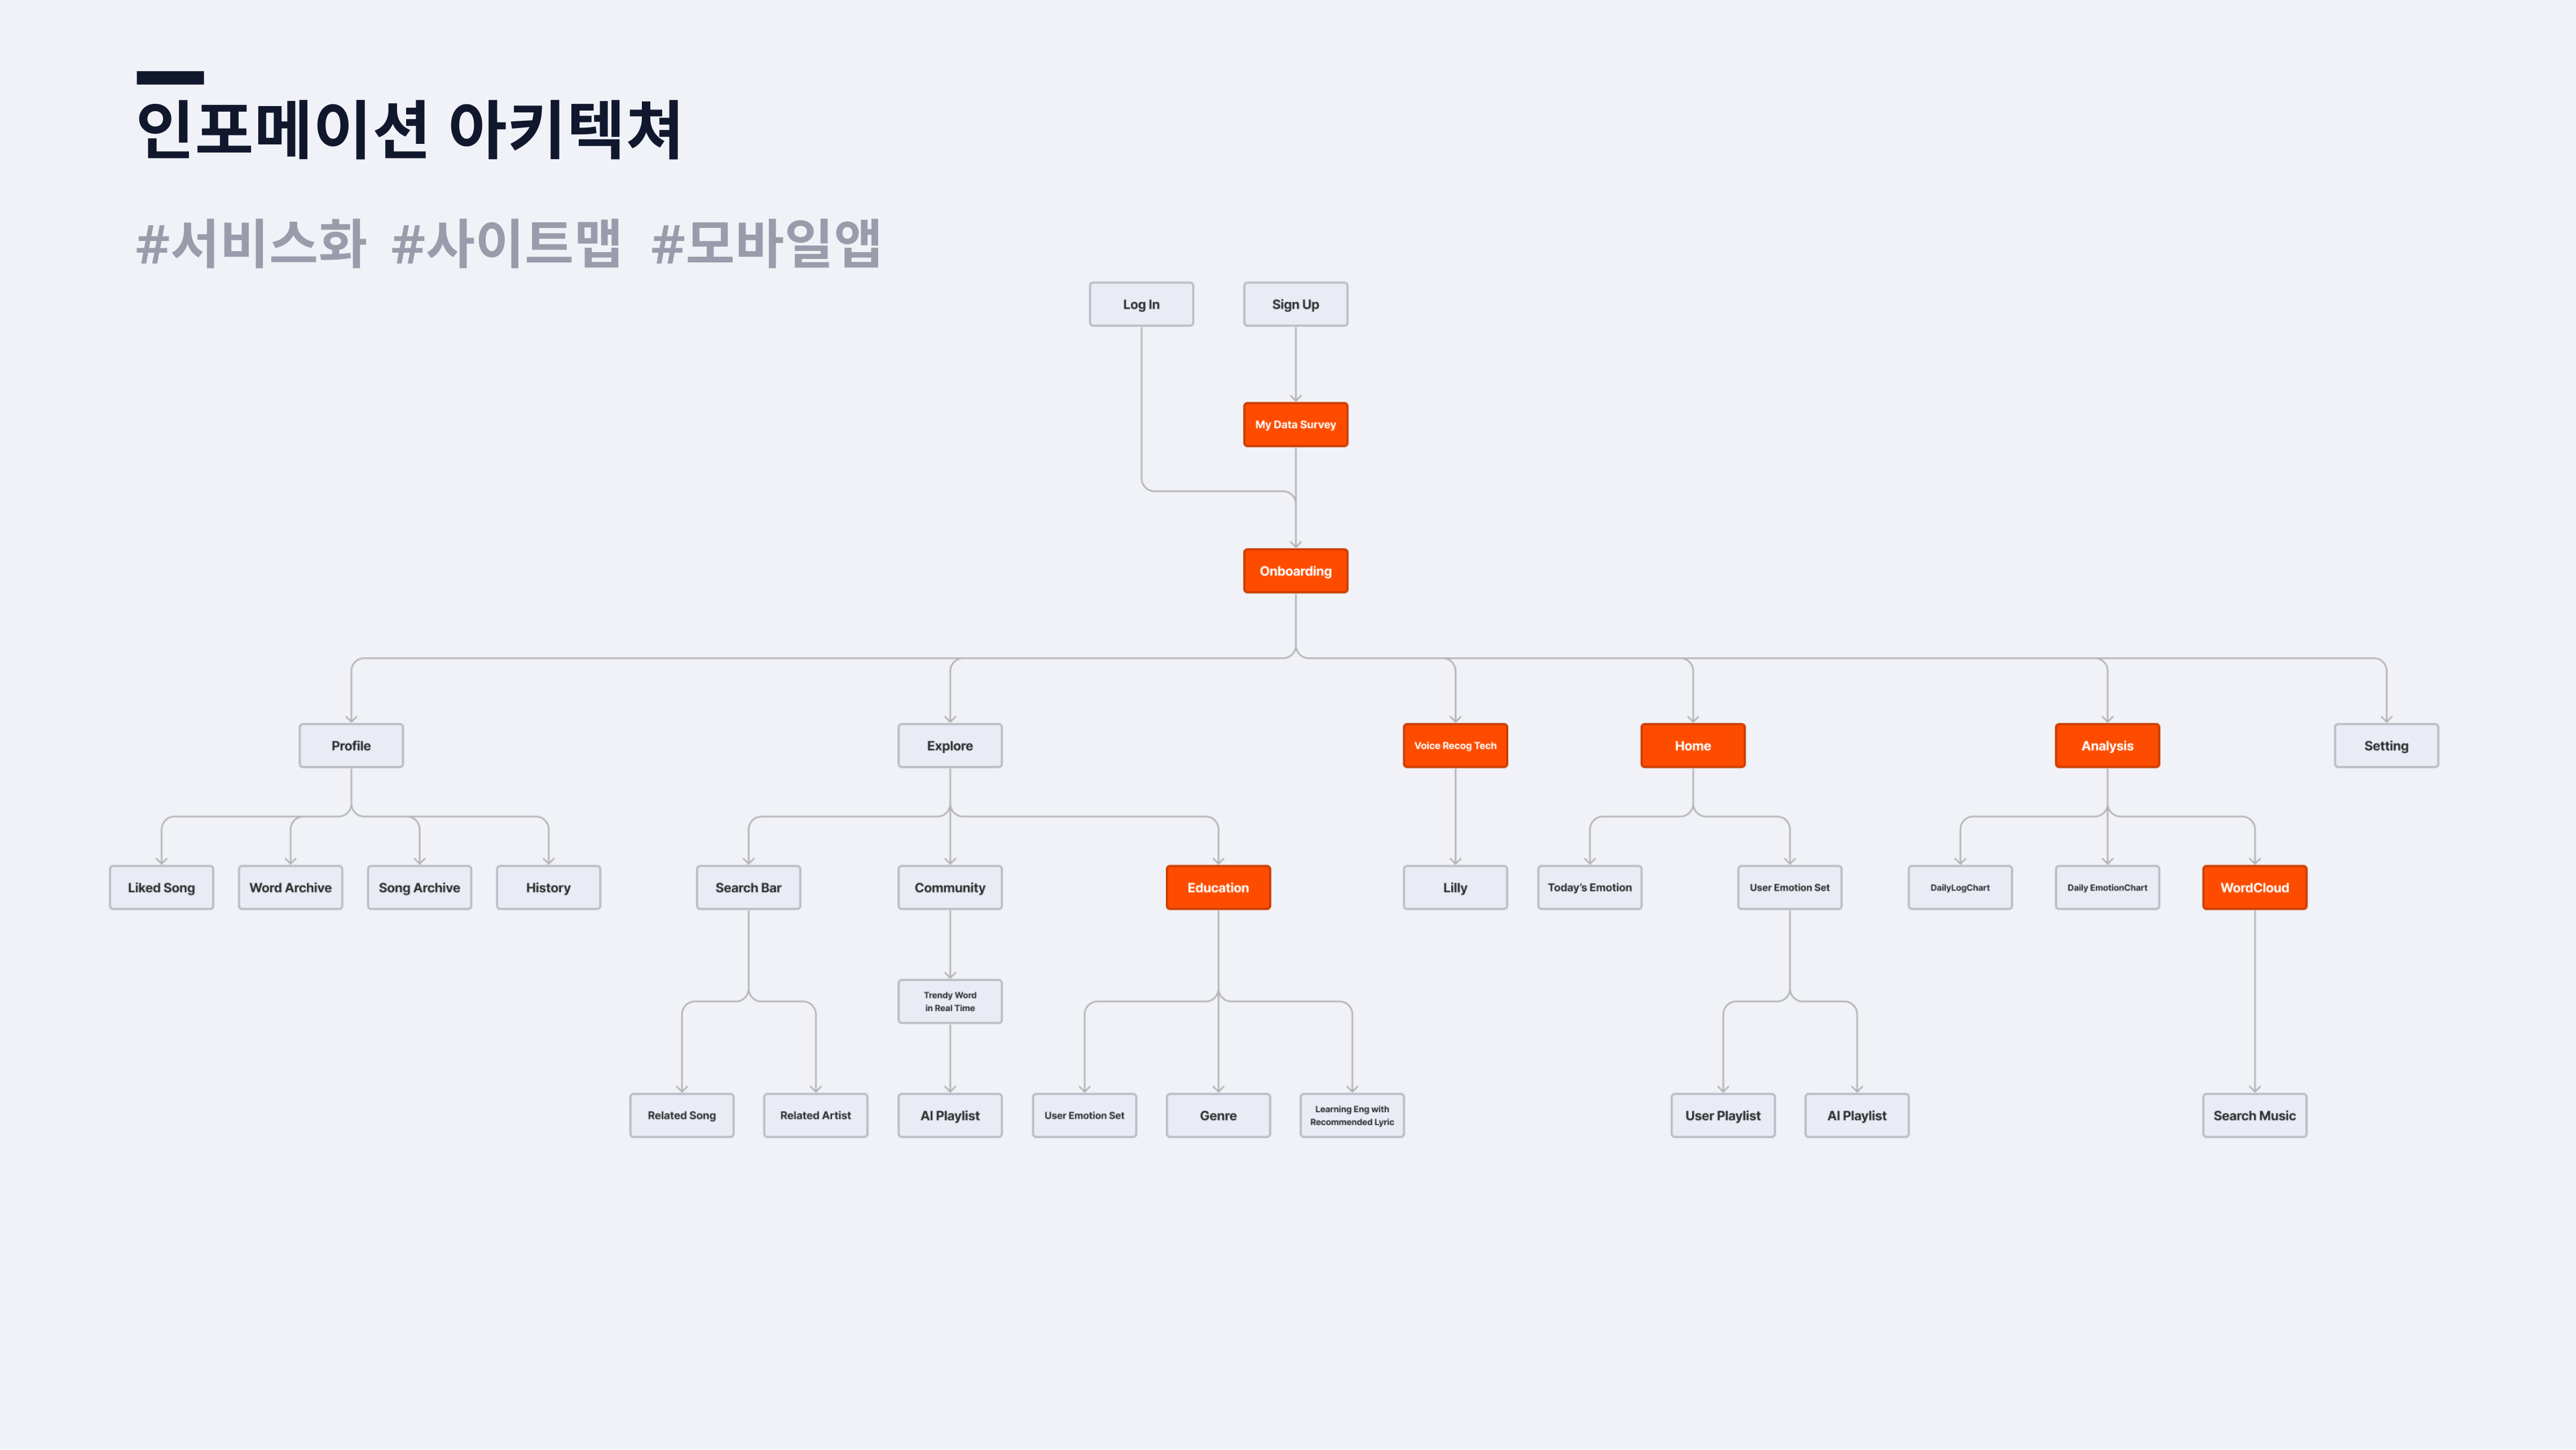 인포메이션 아키텍쳐
#서비스화 #사이트맵 #모바일앱
Log In
Sign Up
My Data Survey
Onboarding
Profile
Explore
Voice Recog Tech
Home
Analysis
Setting
Liked Song
Word Archive
Song Archive
History
Search Bar
Community
Education
Lilly
Today's Emotion
User Emotion Set
DailyLogChart
Daily EmotionChart
WordCloud
Trendy Word
in Real Time
Related Song
Related Artist
AI Playlist
User Emotion Set
Genre
Learning Eng with
Recommended Lyric
User Playlist
AI Playlist
Search Music